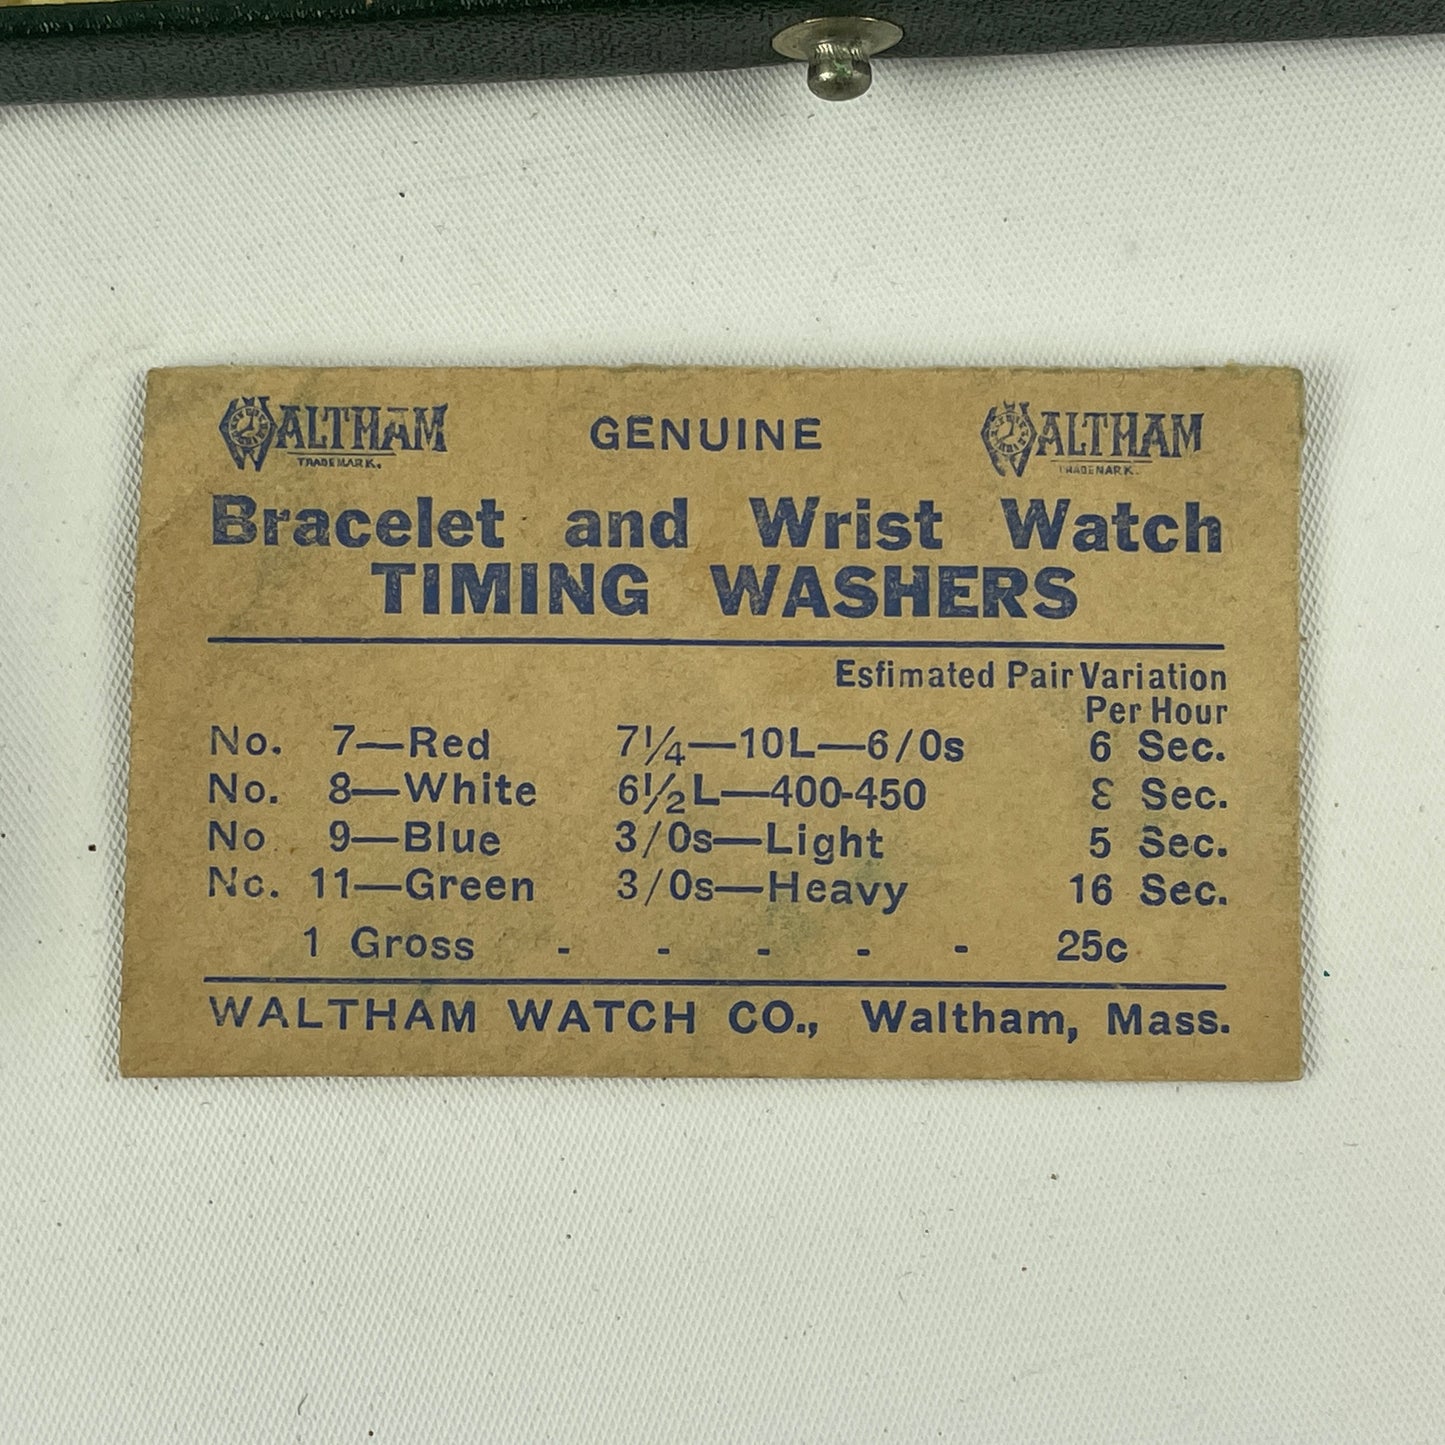 WALTHAM GENUINE WALTHAM
TRADEMARK. TRADEMARK.
Bracelet and Wrist Watch
TIMING WASHERS
Esfimated Pair Variation
Per Hour
No. 7—Red 7¼—10L—6/0s 6 Sec.
No. 8—White 6½L—400-450 8 Sec.
No 9—Blue 3/0s—Light 5 Sec.
No. 11—Green 3/0s—Heavy 16 Sec.
1 Gross - - - - - 25c
WALTHAM WATCH CO., Waltham, Mass.